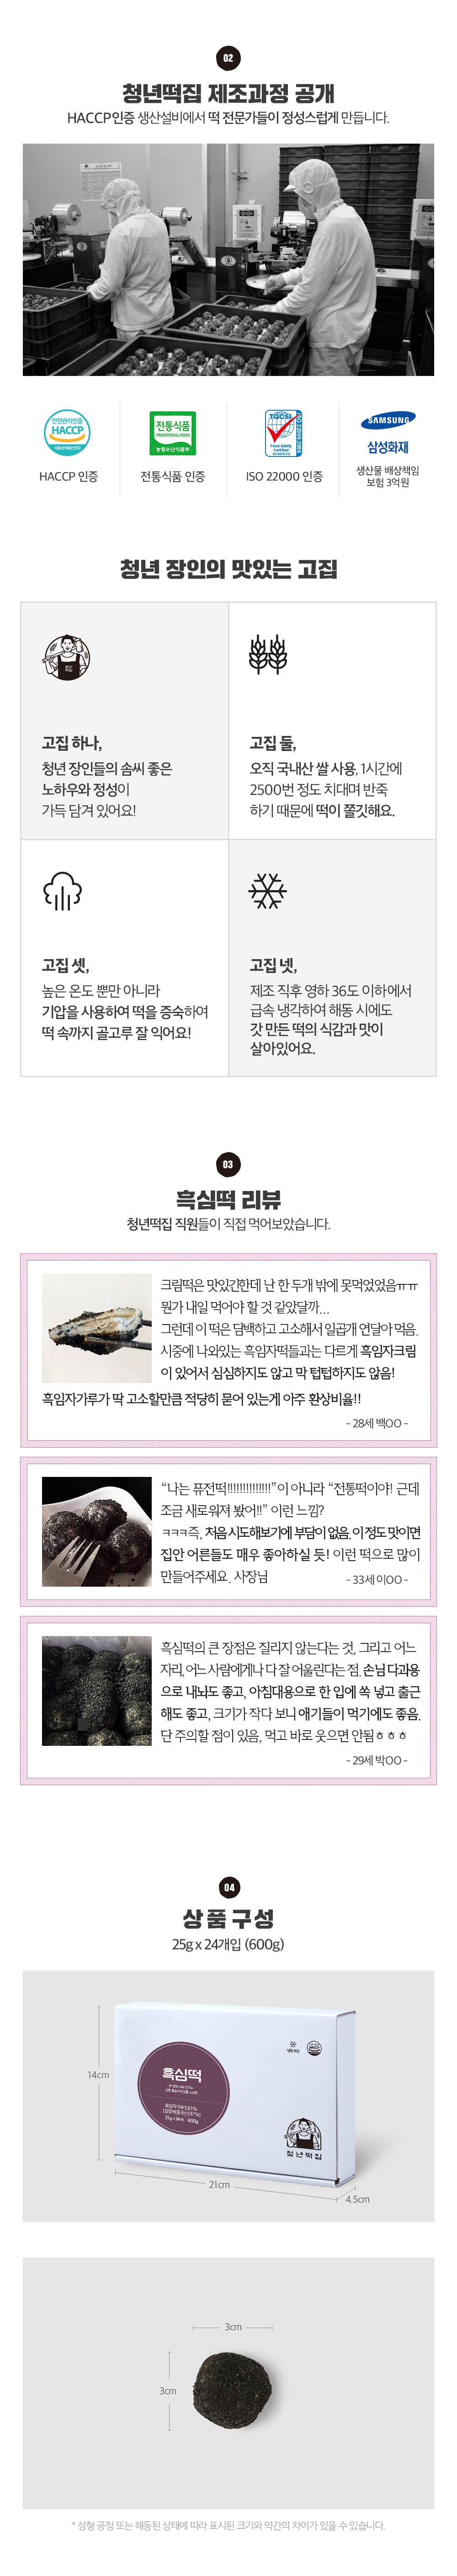 02
청년떡집 제조과정 공개
HACCP인증 생산설비에서 떡 전문가들이 정성스럽게 만듭니다.
안전관리인증
HACCP
식품의약품안전처
HACCP 인증
전통식품
TRADITIONAL FOODS
농림축산식품부
전통식품 인증
TQCSI
Food Safety
Certified
ISO 22000 인증
SAMSUNG
삼성화재
생산물 배상책임
보험 3억원
청년 장인의 맛있는 고집
고집 하나,
청년 장인들의 솜씨 좋은
노하우와 정성이
가득 담겨 있어요!
고집 둘,
오직 국내산 쌀 사용, 1시간에
2500번 정도 치대며 반죽
하기 때문에 떡이 쫄깃해요.
고집 셋,
높은 온도 뿐만 아니라
기압을 사용하여 떡을 증숙하여
떡 속까지 골고루 잘 익어요!
고집 넷,
제조 직후 영하 36도 이하에서
급속 냉각하여 해동 시에도
갓 만든 떡의 식감과 맛이
살아있어요.
03
흑심떡 리뷰
청년떡집 직원들이 직접 먹어보았습니다.
크림떡은 맛있긴한데 난 한 두개 밖에 못먹었었음ㅠㅠ
뭔가 내일 먹어야 할 것 같았달까...
그런데 이 떡은 담백하고 고소해서 일곱개 연달아 먹음.
시중에 나와있는 흑임자떡들과는 다르게 흑임자크림
이 있어서 심심하지도 않고 막 텁텁하지도 않음!
흑임자가루가 딱 고소할만큼 적당히 묻어 있는게 아주 환상비율!!
- 28세 백OO -
“나는 퓨전떡!!!!!!!!!!!!!!”이 아니라 “전통떡이야! 근데
조금 새로워져 봤어!!” 이런 느낌?
ㅋㅋㅋ즉, 처음 시도해보기에 부담이 없음. 이 정도 맛이면
집안 어른들도 매우 좋아하실 듯! 이런 떡으로 많이
만들어주세요. 사장님
- 33세 이OO -
흑심떡의 큰 장점은 질리지 않는다는 것, 그리고 어느
자리, 어느 사람에게나 다 잘 어울린다는 점, 손님 다과용
으로 내놔도 좋고, 아침대용으로 한 입에 쏙 넣고 출근
해도 좋고, 크기가 작다 보니 애기들이 먹기에도 좋음.
단 주의할 점이 있음, 먹고 바로 웃으면 안됨ㅎㅎㅎ
- 29세 박OO -
04
상품구성
25g x 24개입 (600g)
14cm
흑심떡
HACCP
청년떡집
21cm
4.5cm
3cm
3cm
* 성형 공정 또는 해동된 상태에 따라 표시된 크기와 약간의 차이가 있을 수 있습니다.